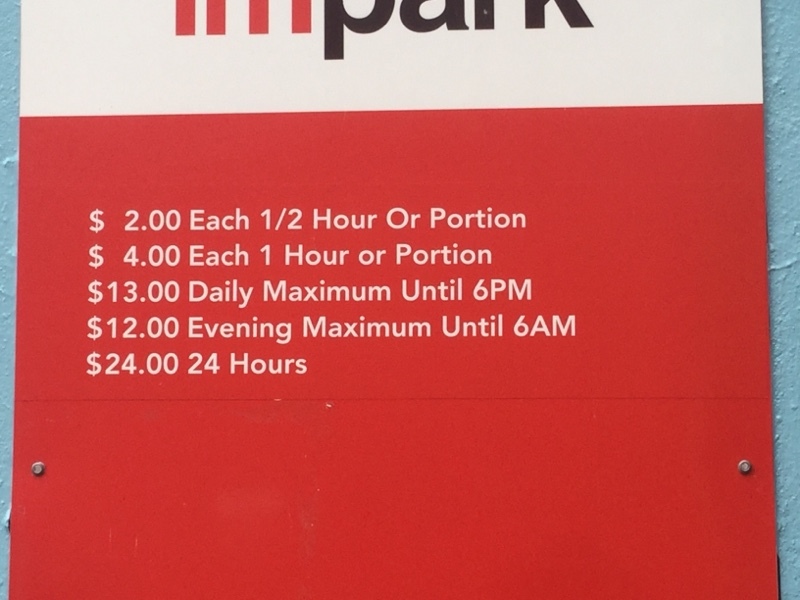 impark
$ 2.00 Each 1/2 Hour Or Portion
$ 4.00 Each 1 Hour or Portion
$13.00 Daily Maximum Until 6PM
$12.00 Evening Maximum Until 6AM
$24.00 24 Hours